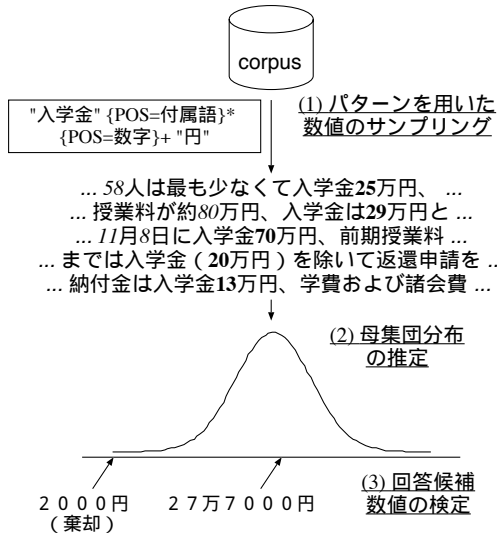 corpus
"入学金" {POS=付属語}*
{POS=数字}+ "円"
(1) パターンを用いた
数値のサンプリング
... 58人は最も少なくて入学金25万円、 ...
... 授業料が約80万円、入学金は29万円と ...
... 11月8日に入学金70万円、前期授業料 ...
... までは入学金（20万円）を除いて返還申請を ...
... 納付金は入学金13万円、学費および諸会費 ...
(2) 母集団分布
の推定
２０００円
（棄却）
２７万７０００円
(3) 回答候補
数値の検定